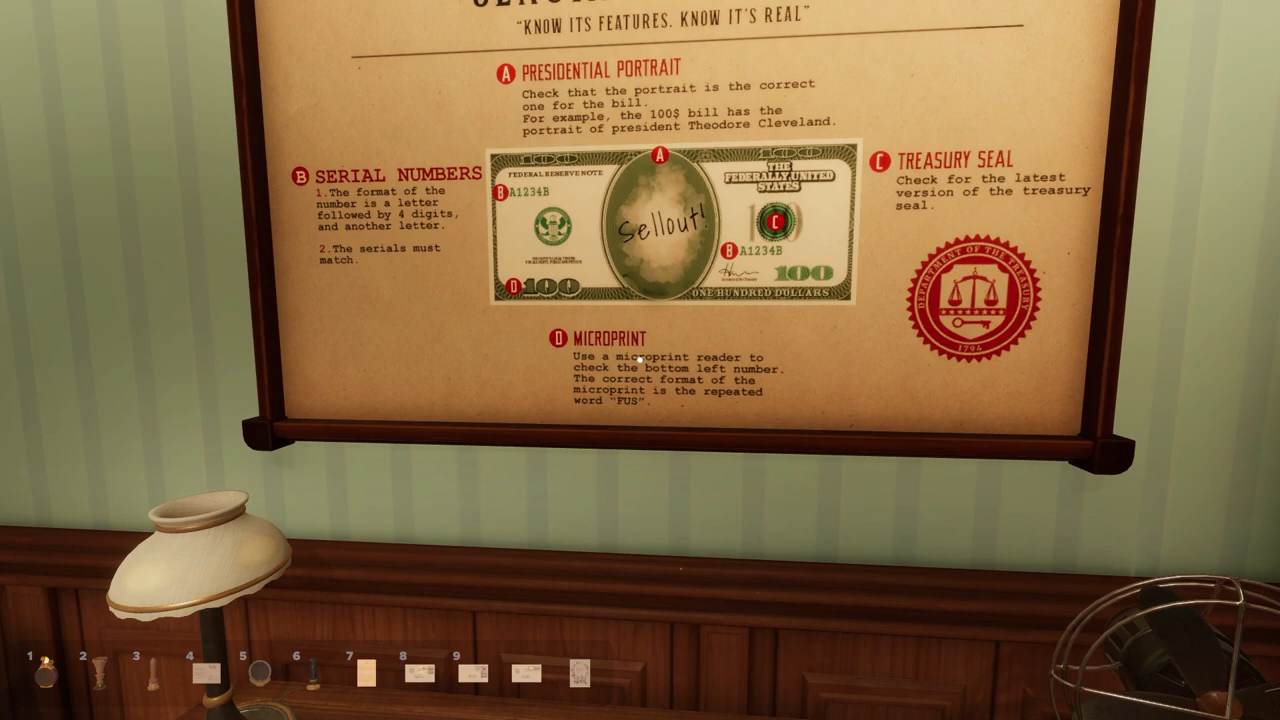 "KNOW ITS FEATURES. KNOW IT'S REAL"
A PRESIDENTIAL PORTRAIT
Check that the portrait is the correct
one for the bill.
For example, the 100$ bill has the
portrait of president Theodore Cleveland.
B SERIAL NUMBERS
1.The format of the
number is a letter
followed by 4 digits,
and another letter.
2.The serials must
match.
100
100
A
FEDERAL RESERVE NOTE
THE
FEDERALLY UNITED
STATES
B A1234B
Sellout!
C
B A1234B
D 100
100
ONE HUNDRED DOLLARS
C TREASURY SEAL
Check for the latest
version of the treasury
seal.
DEPARTMENT OF THE TREASURY
1794
D MICROPRINT
Use a microprint reader to
check the bottom left number.
The correct format of the
microprint is the repeated
word "FUS".
1 2 3 4 5 6 7 8 9